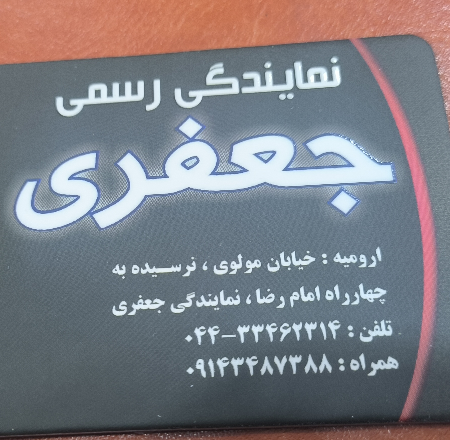 نمایندگی رسمی
جعفری
ارومیه : خیابان مولوی ، نرسیده به
چهارراه امام رضا ، نمایندگی جعفری
تلفن : ۳۳۴۶۲۳۱۴-۰۴۴
همراه : ۰۹۱۴۳۴۸۷۳۸۸